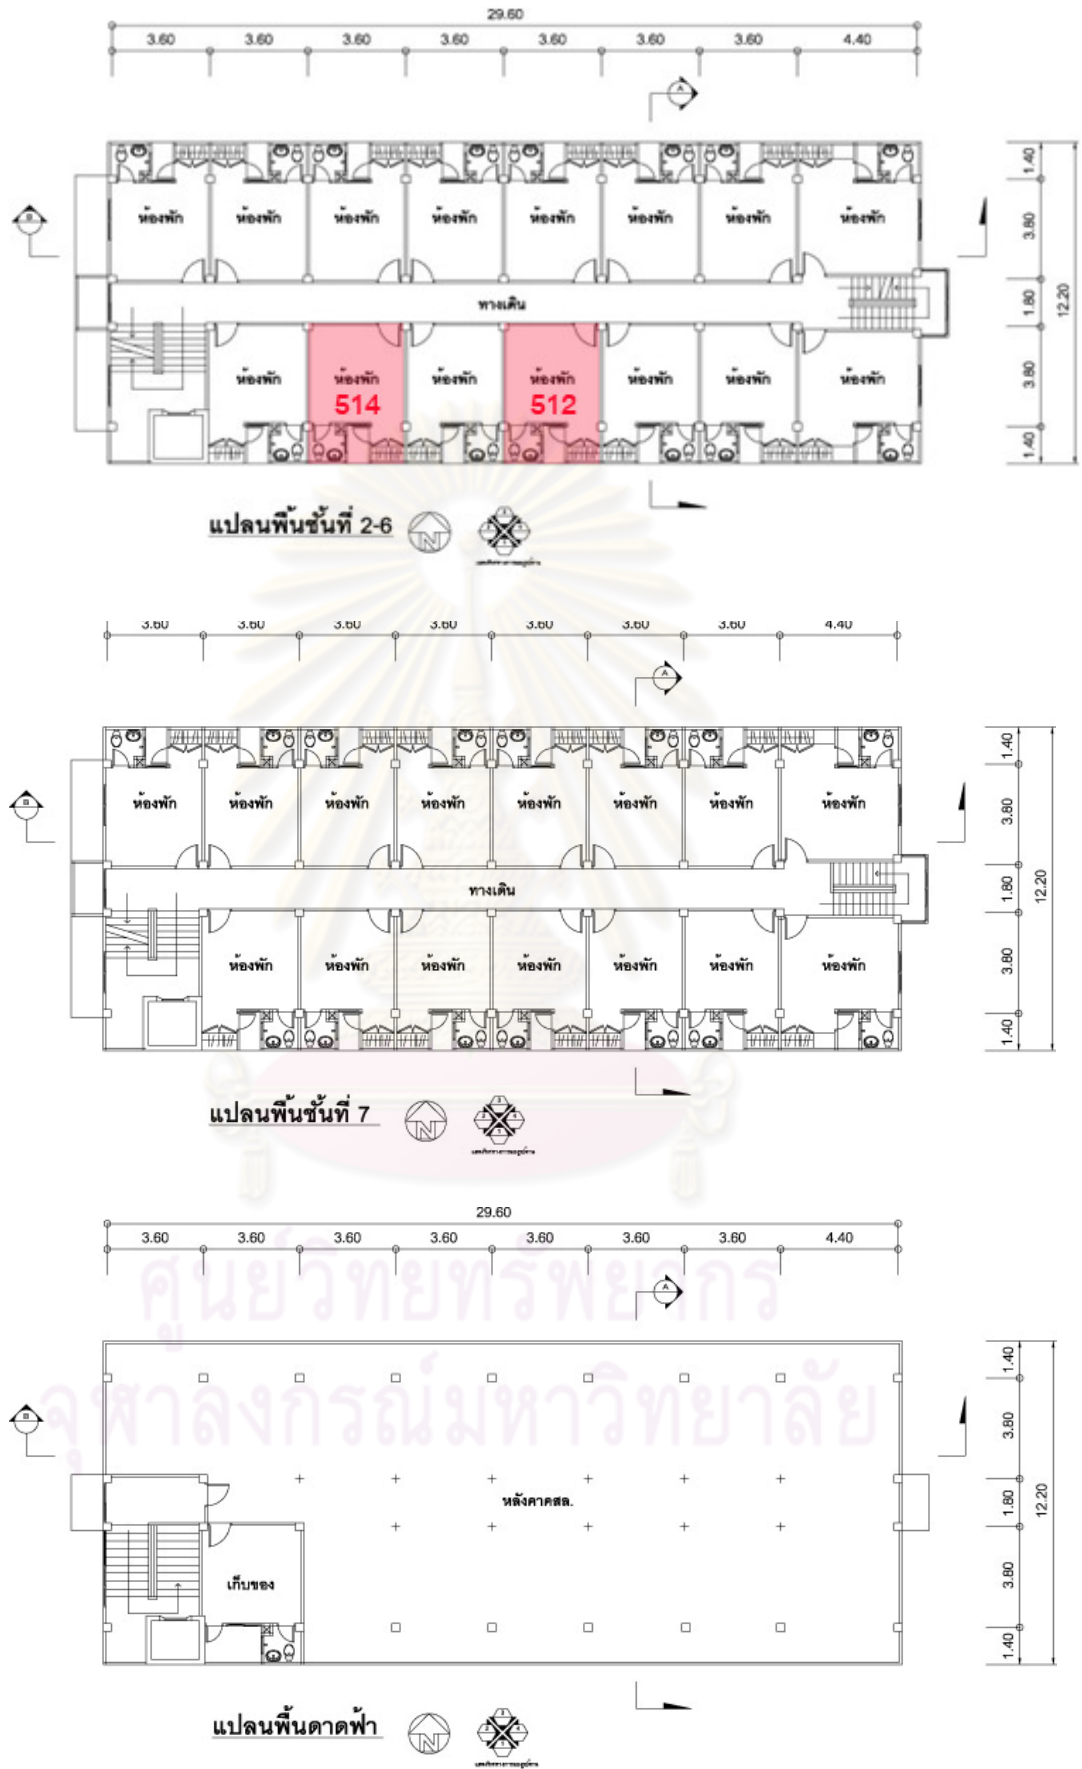 29.60
3.60 3.60 3.60 3.60 3.60 3.60 3.60 4.40
A
1.40
B
ห้องพัก ห้องพัก ห้องพัก ห้องพัก ห้องพัก ห้องพัก ห้องพัก ห้องพัก
3.80
ทางเดิน
1.80
12.20
ห้องพัก ห้องพัก ห้องพัก ห้องพัก ห้องพัก ห้องพัก ห้องพัก
514 512
3.80
1.40
แปลนพื้นชั้นที่ 2-6
N
3.60 3.60 3.60 3.60 3.60 3.60 3.60 4.40
A
1.40
B
ห้องพัก ห้องพัก ห้องพัก ห้องพัก ห้องพัก ห้องพัก ห้องพัก ห้องพัก
3.80
ทางเดิน
1.80
12.20
ห้องพัก ห้องพัก ห้องพัก ห้องพัก ห้องพัก ห้องพัก ห้องพัก
3.80
1.40
แปลนพื้นชั้นที่ 7
N
29.60
3.60 3.60 3.60 3.60 3.60 3.60 3.60 4.40
ศูนย์วิทยทรัพยากร
A
1.40
จุฬาลงกรณ์มหาวิทยาลัย
B
3.80
หลังคาคสล.
1.80
12.20
เก็บของ
3.80
1.40
แปลนพื้นดาดฟ้า
N